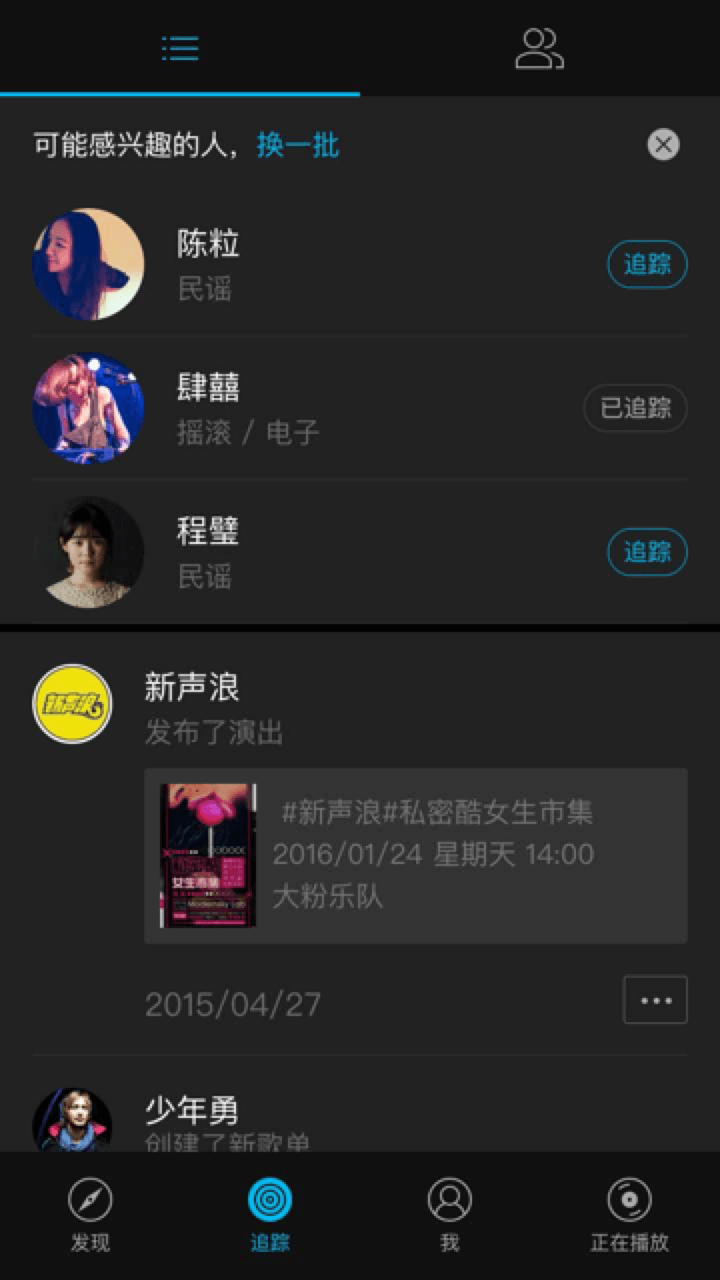 可能感兴趣的人，换一批
陈粒
民谣
追踪
肆囍
摇滚 / 电子
已追踪
程璧
民谣
追踪
新声浪
新声浪
发布了演出
女生市集
Modernsky Lab
#新声浪#私密酷女生市集
2016/01/24 星期天 14:00
大粉乐队
2015/04/27
少年勇
创建了新歌单
发现
追踪
我
正在播放